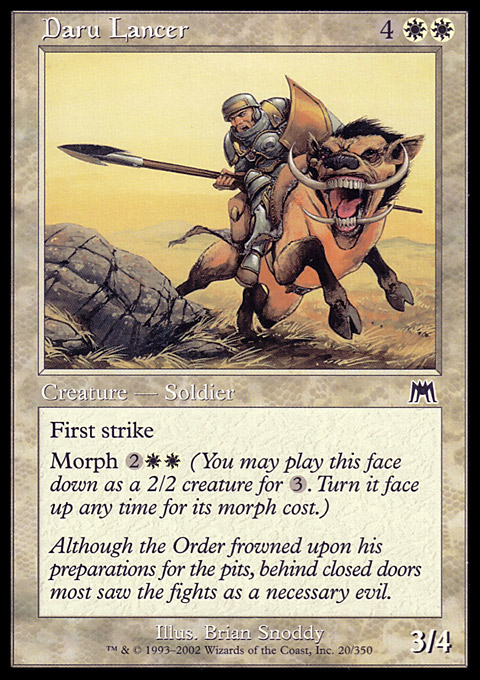 Daru Lancer 4
Creature — Soldier
First strike
Morph 2 (You may play this face
down as a 2/2 creature for 3. Turn it face
up any time for its morph cost.)
Although the Order frowned upon his
preparations for the pits, behind closed doors
most saw the fights as a necessary evil.
Illus. Brian Snoddy
™ & © 1993–2002 Wizards of the Coast, Inc. 20/350
3/4